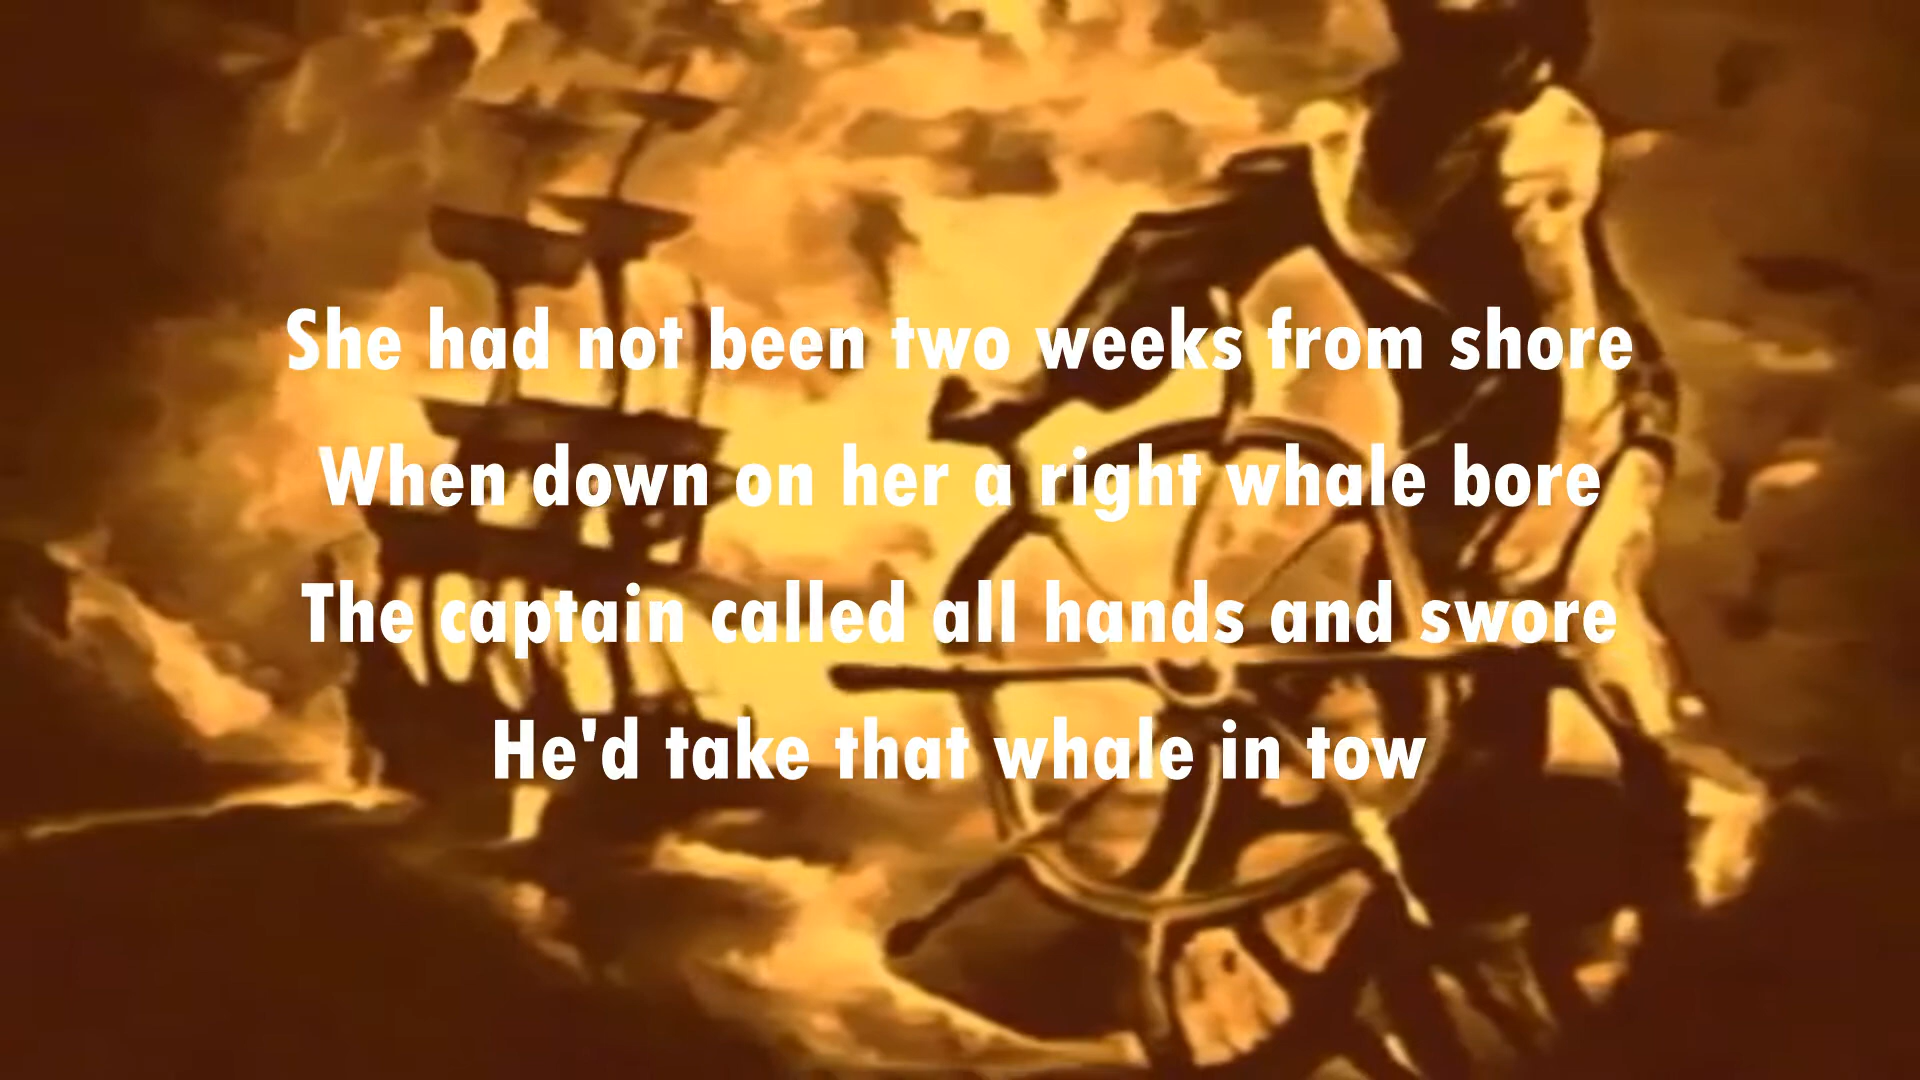 She had not been two weeks from shore
When down on her a right whale bore
The captain called all hands and swore
He'd take that whale in tow